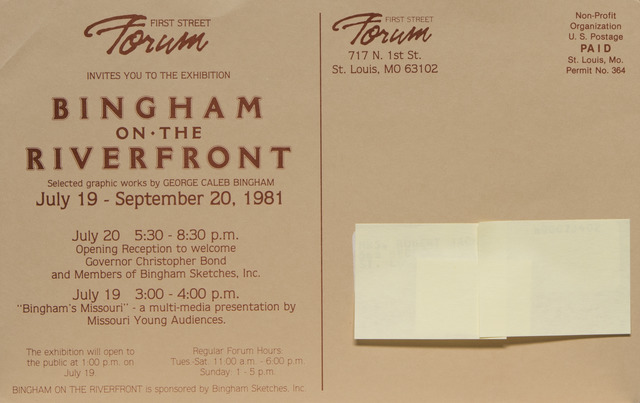 FIRST STREET
Forum
INVITES YOU TO THE EXHIBITION
BINGHAM
ON·THE
RIVERFRONT
Selected graphic works by GEORGE CALEB BINGHAM
July 19 - September 20, 1981
July 20 5:30 - 8:30 p.m.
Opening Reception to welcome
Governor Christopher Bond
and Members of Bingham Sketches, Inc.
July 19 3:00 - 4:00 p.m.
"Bingham's Missouri" - a multi-media presentation by
Missouri Young Audiences.
The exhibition will open to
the public at 1:00 p.m. on
July 19.
Regular Forum Hours
Tues.-Sat. 11:00 a.m. - 6:00 p.m.
Sunday: 1 - 5 p.m.
BINGHAM ON THE RIVERFRONT is sponsored by Bingham Sketches, Inc.
FIRST STREET
Forum
717 N. 1st St.
St. Louis, MO 63102
Non-Profit
Organization
U.S. Postage
PAID
St. Louis, Mo.
Permit No. 364